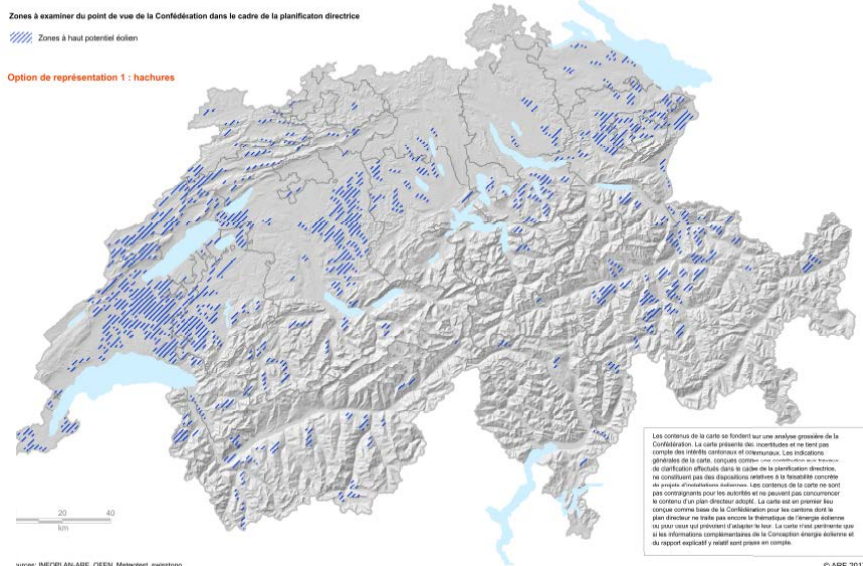 Zones à examiner du point de vue de la Confédération dans le cadre de la planificaton directrice
Zones à haut potentiel éolien
Option de représentation 1 : hachures
Les contenus de la carte se fondent sur une analyse grossière de la
Confédération. La carte présente des incertitudes et ne tient pas
compte des intérêts cantonaux et communaux. Les indications
générales de la carte, conçues comme une contribution aux travaux
de clarification effectués dans le cadre de la planification directrice,
ne constituent pas des dispositions relatives à la faisabilité concrète
de projets d'installations éoliennes. Les contenus de la carte ne sont
pas contraignants pour les autorités et ne peuvent pas concurrencer
le contenu d'un plan directeur adopté. La carte est en premier lieu
conçue comme base de la Confédération pour les cantons dont le
plan directeur ne traite pas encore la thématique de l'énergie éolienne
ou pour ceux qui prévoient d'adapter le leur. La carte n'est pertinente que
si les informations complémentaires de la Conception énergie éolienne et
du rapport explicatif y relatif sont prises en compte.
20 40
km
INFOPLAN-ARE, OFEN, Meteotest, swisstopo
© ARE